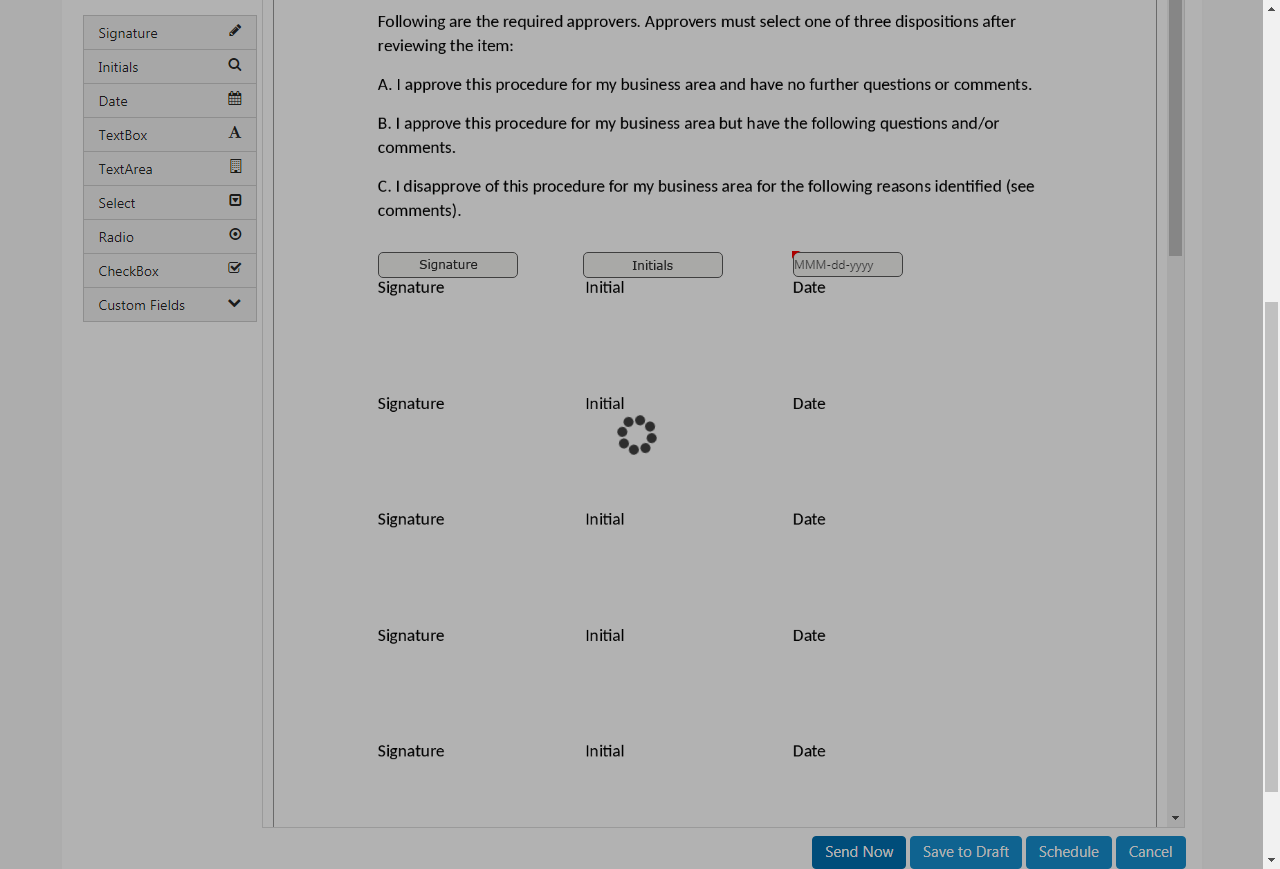 Signature
Initials
Date
TextBox
TextArea
Select
Radio
CheckBox
Custom Fields
Following are the required approvers. Approvers must select one of three dispositions after
reviewing the item:
A. I approve this procedure for my business area and have no further questions or comments.
B. I approve this procedure for my business area but have the following questions and/or
comments.
C. I disapprove of this procedure for my business area for the following reasons identified (see
comments).
Signature Initials MMM-dd-yyyy
Signature Initial Date
Signature Initial Date
Signature Initial Date
Signature Initial Date
Signature Initial Date
Send Now Save to Draft Schedule Cancel